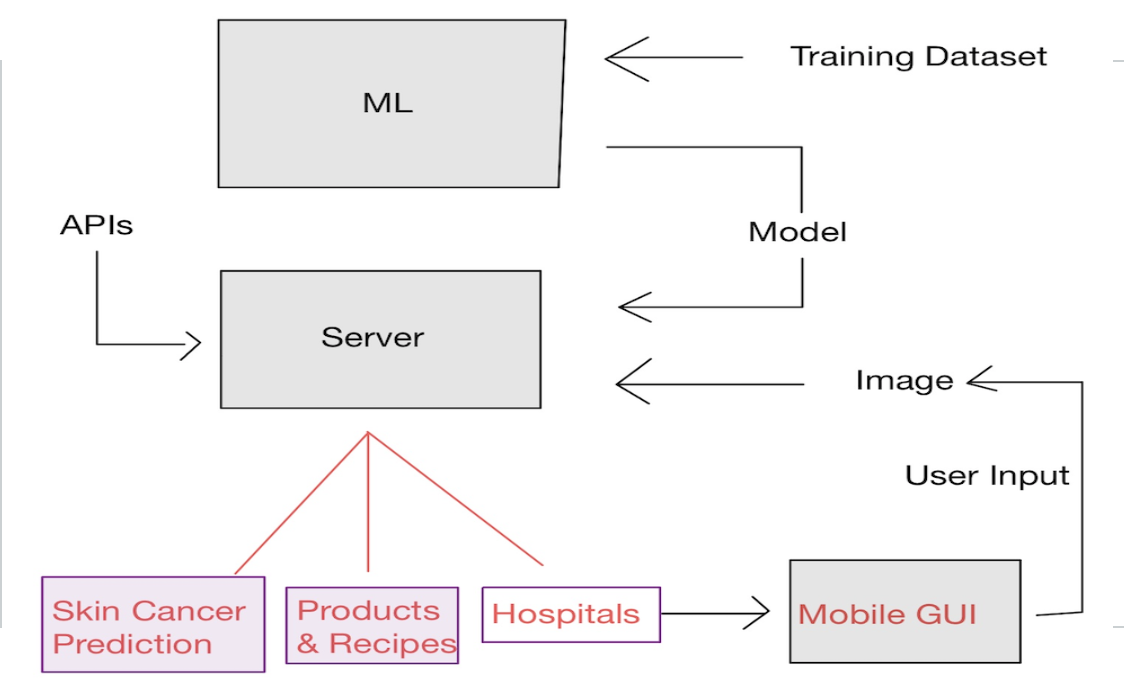 Training Dataset
ML
APIs
Model
Server
Image
User Input
Skin Cancer
Prediction
Products
& Recipes
Hospitals
Mobile GUI